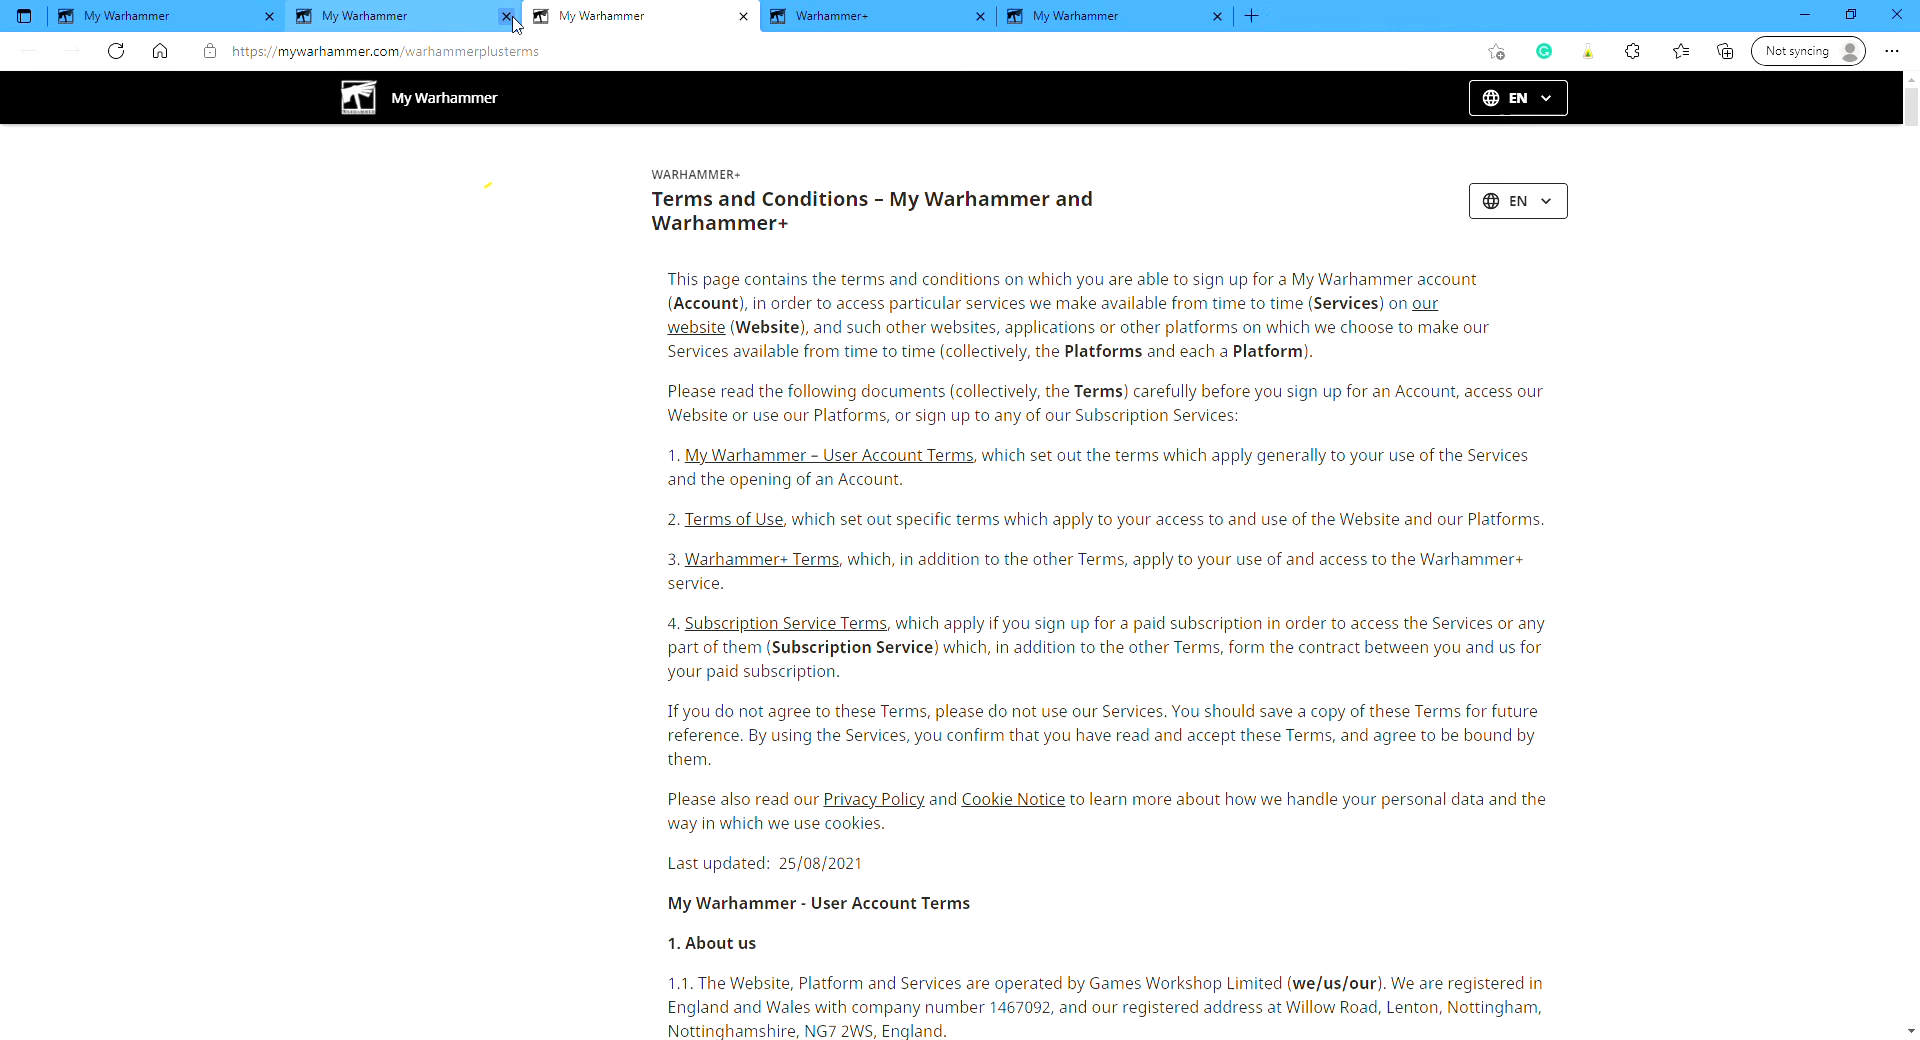 My Warhammer
My Warhammer
My Warhammer
Warhammer+
My Warhammer
https://mywarhammer.com/warhammerplusterms
Not syncing
My Warhammer
EN
WARHAMMER+
Terms and Conditions – My Warhammer and
Warhammer+
EN
This page contains the terms and conditions on which you are able to sign up for a My Warhammer account
(Account), in order to access particular services we make available from time to time (Services) on our
website (Website), and such other websites, applications or other platforms on which we choose to make our
Services available from time to time (collectively, the Platforms and each a Platform).
Please read the following documents (collectively, the Terms) carefully before you sign up for an Account, access our
Website or use our Platforms, or sign up to any of our Subscription Services:
1. My Warhammer – User Account Terms, which set out the terms which apply generally to your use of the Services
and the opening of an Account.
2. Terms of Use, which set out specific terms which apply to your access to and use of the Website and our Platforms.
3. Warhammer+ Terms, which, in addition to the other Terms, apply to your use of and access to the Warhammer+
service.
4. Subscription Service Terms, which apply if you sign up for a paid subscription in order to access the Services or any
part of them (Subscription Service) which, in addition to the other Terms, form the contract between you and us for
your paid subscription.
If you do not agree to these Terms, please do not use our Services. You should save a copy of these Terms for future
reference. By using the Services, you confirm that you have read and accept these Terms, and agree to be bound by
them.
Please also read our Privacy Policy and Cookie Notice to learn more about how we handle your personal data and the
way in which we use cookies.
Last updated: 25/08/2021
My Warhammer - User Account Terms
1. About us
1.1. The Website, Platform and Services are operated by Games Workshop Limited (we/us/our). We are registered in
England and Wales with company number 1467092, and our registered address at Willow Road, Lenton, Nottingham,
Nottinghamshire, NG7 2WS, England.